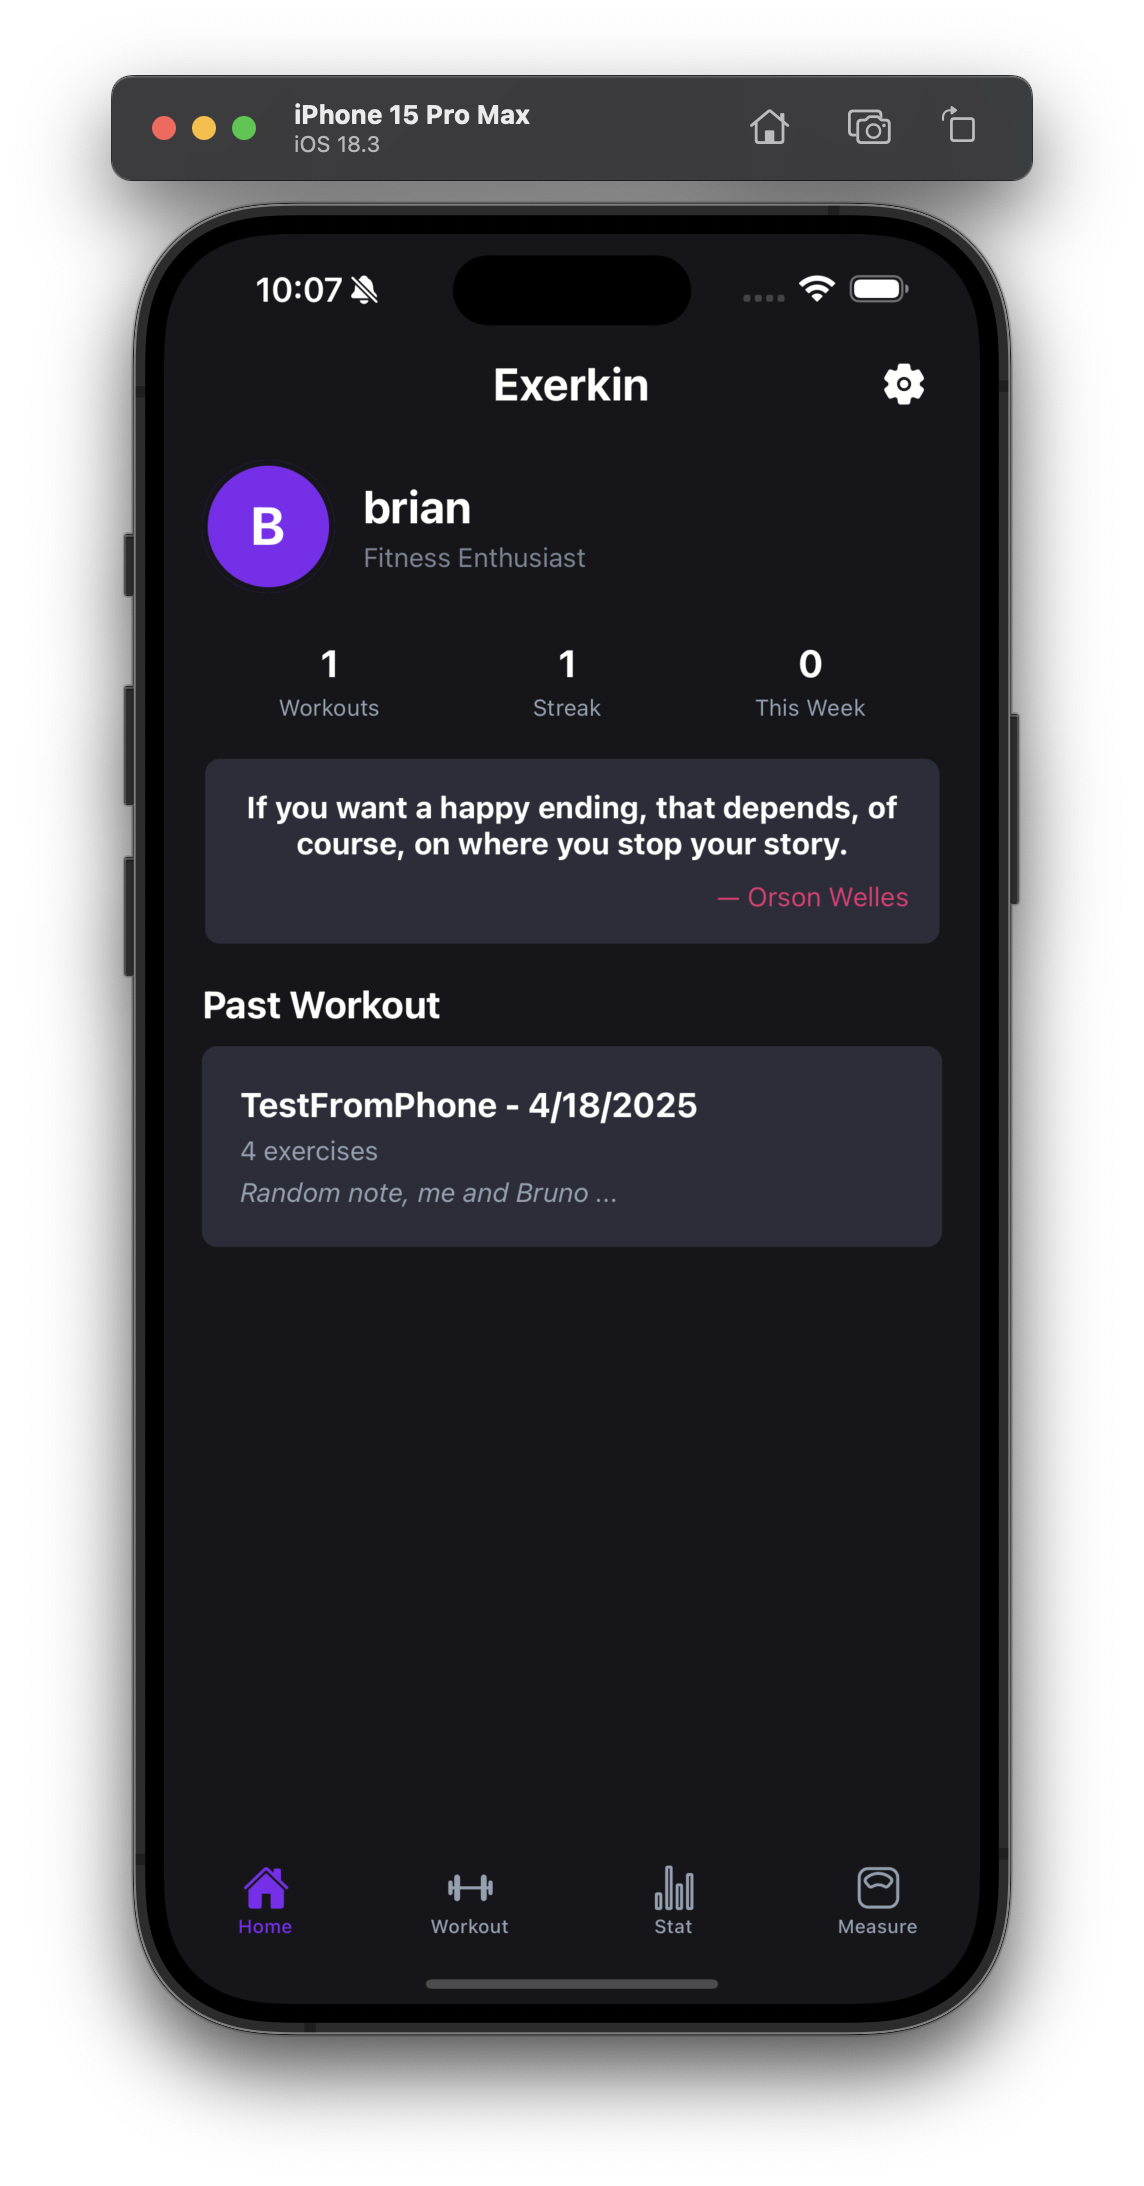 iPhone 15 Pro Max
iOS 18.3
10:07
Exerkin
B
brian
Fitness Enthusiast
1
Workouts
1
Streak
0
This Week
If you want a happy ending, that depends, of
course, on where you stop your story.
— Orson Welles
Past Workout
TestFromPhone - 4/18/2025
4 exercises
Random note, me and Bruno ...
Home
Workout
Stat
Measure